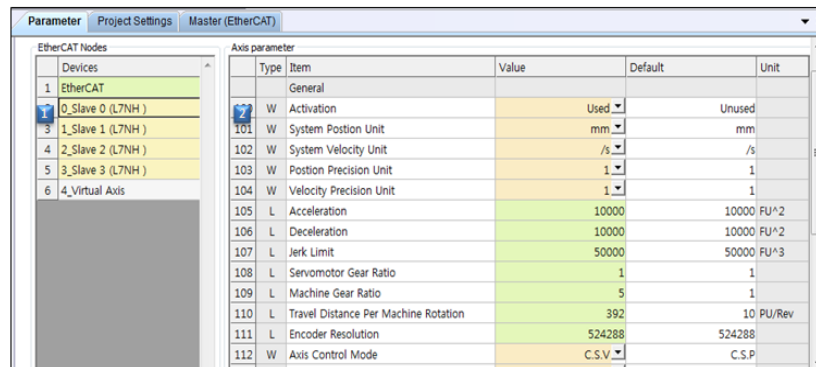 Parameter Project Settings Master (EtherCAT)
EtherCAT Nodes Axis parameter
Devices Type Item Value Default Unit
1 EtherCAT General
1 0_Slave 0 (L7NH ) 2 W Activation Used Unused
3 1_Slave 1 (L7NH ) 101 W System Postion Unit mm mm
4 2_Slave 2 (L7NH ) 102 W System Velocity Unit /s /s
5 3_Slave 3 (L7NH ) 103 W Postion Precision Unit 1 1
6 4_Virtual Axis 104 W Velocity Precision Unit 1 1
105 L Acceleration 10000 10000 FU^2
106 L Deceleration 10000 10000 FU^2
107 L Jerk Limit 50000 50000 FU^3
108 L Servomotor Gear Ratio 1 1
109 L Machine Gear Ratio 5 1
110 L Travel Distance Per Machine Rotation 392 10 PU/Rev
111 L Encoder Resolution 524288 524288
112 W Axis Control Mode C.S.V C.S.P